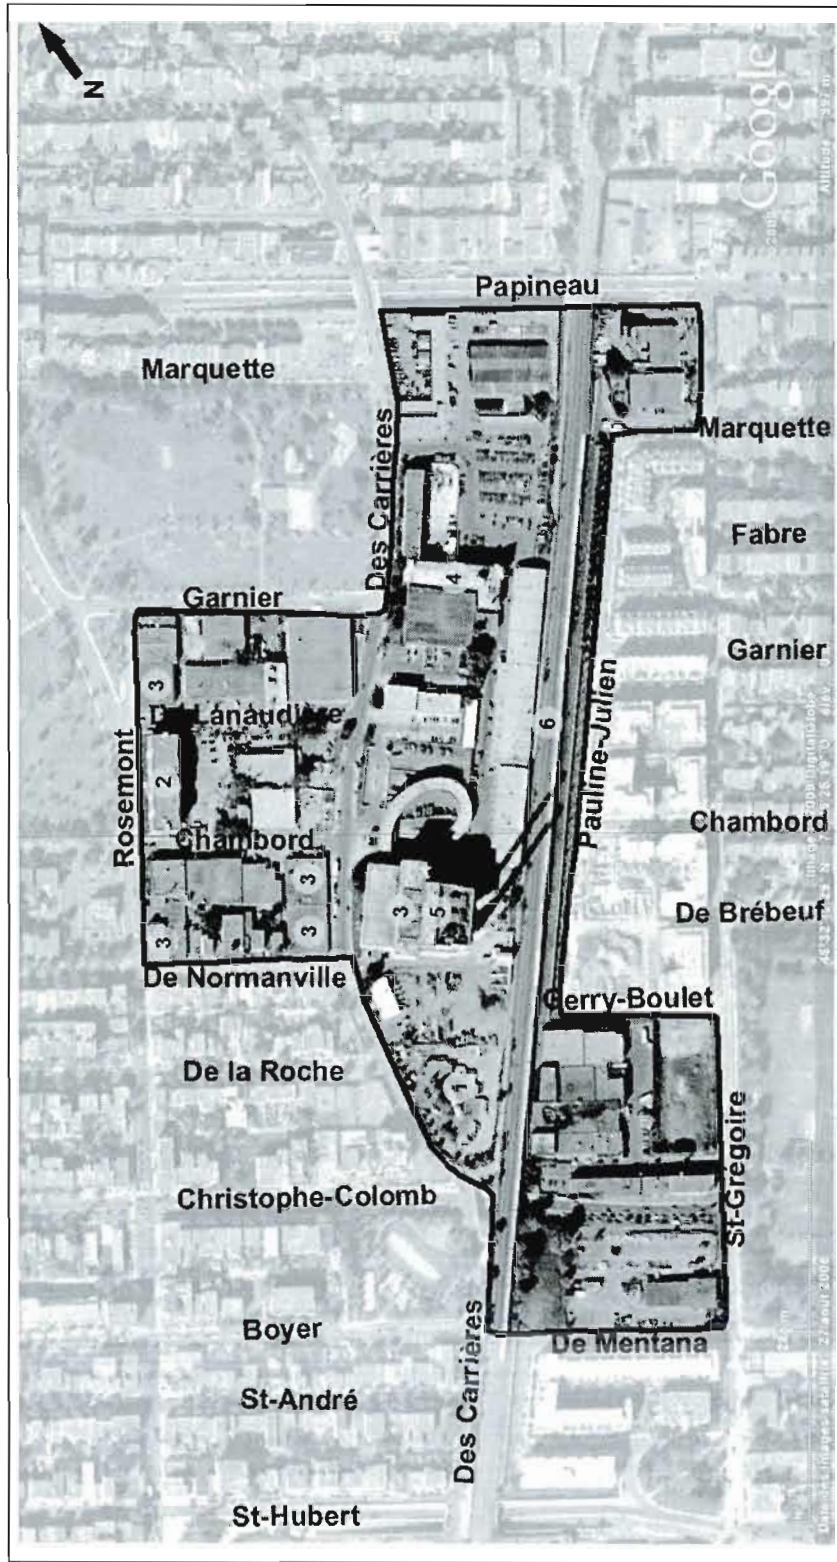 N
Google
Papineau
Marquette
Des Carrières
Marquette
Fabre
4
Garnier
Garnier
3
De Lanaudière
Pauline-Julien
6
2
Rosemont
Chambord
Chambord
3
3
5
De Brébeuf
3
3
De Normanville
Gerry-Boulet
De la Roche
1
St-Grégoire
Christophe-Colomb
Boyer
De Mentana
Des Carrières
St-André
St-Hubert